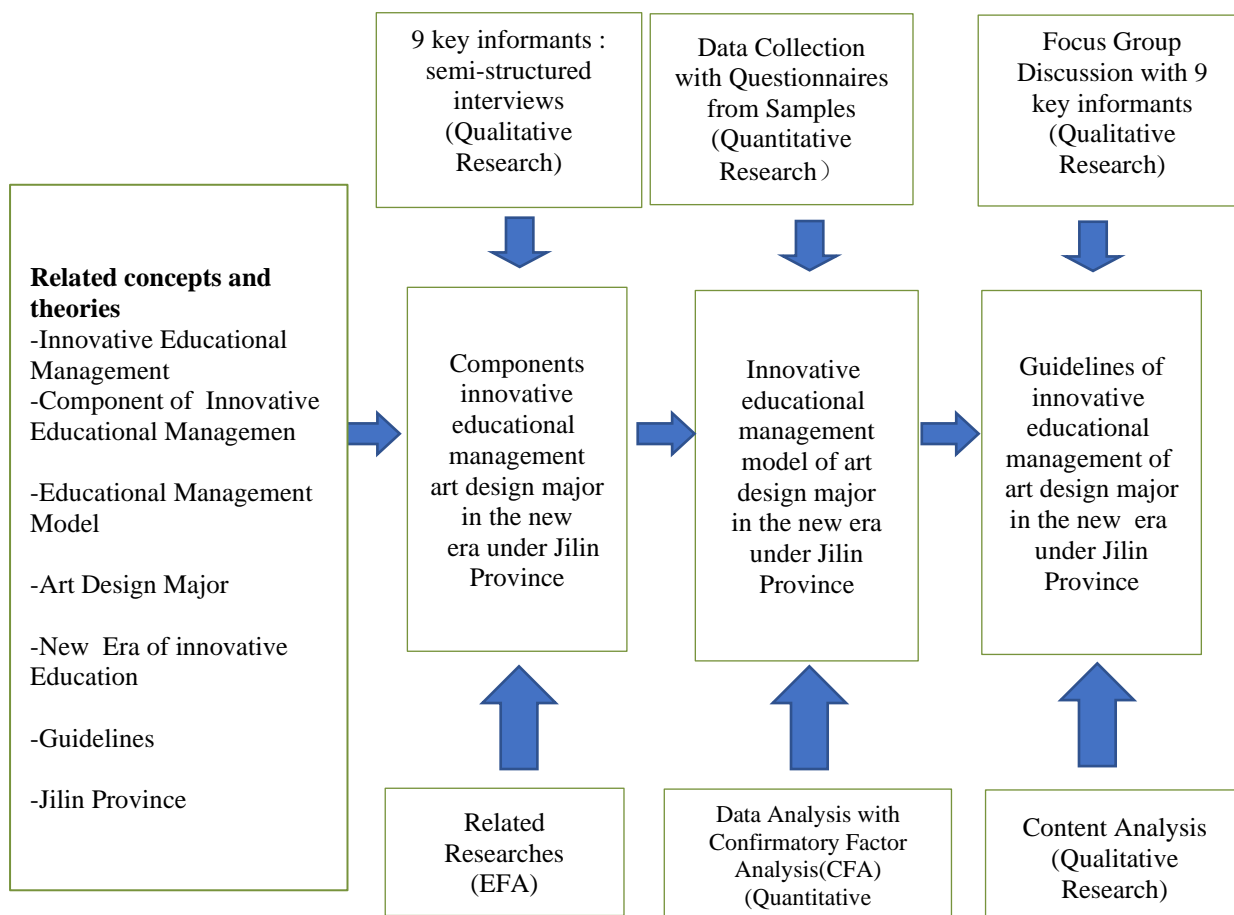 9 key informants :
semi-structured
interviews
(Qualitative
Research)
Data Collection
with Questionnaires
from Samples
(Quantitative
Research）
Focus Group
Discussion with 9
key informants
(Qualitative
Research)
Related concepts and
theories
-Innovative Educational
Management
-Component of Innovative
Educational Managemen
-Educational Management
Model
-Art Design Major
-New Era of innovative
Education
-Guidelines
-Jilin Province
Components
innovative
educational
management
art design major
in the new
era under Jilin
Province
Innovative
educational
management
model of art
design major
in the new era
under Jilin
Province
Guidelines of
innovative
educational
management of
art design major
in the new era
under Jilin
Province
Related
Researches
(EFA)
Data Analysis with
Confirmatory Factor
Analysis(CFA)
(Quantitative
Content Analysis
(Qualitative
Research)